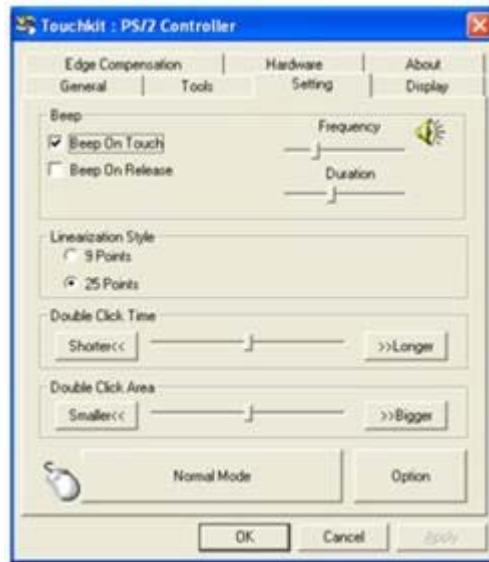 Touchkit : PS/2 Controller
Edge Compensation Hardware About
General Tools Setting Display
Beep
Beep On Touch
Frequency
Beep On Release
Duration
Linearization Style
9 Points
25 Points
Double Click Time
Shorter<< >>Longer
Double Click Area
Smaller<< >>Bigger
Normal Mode Option
OK Cancel Apply